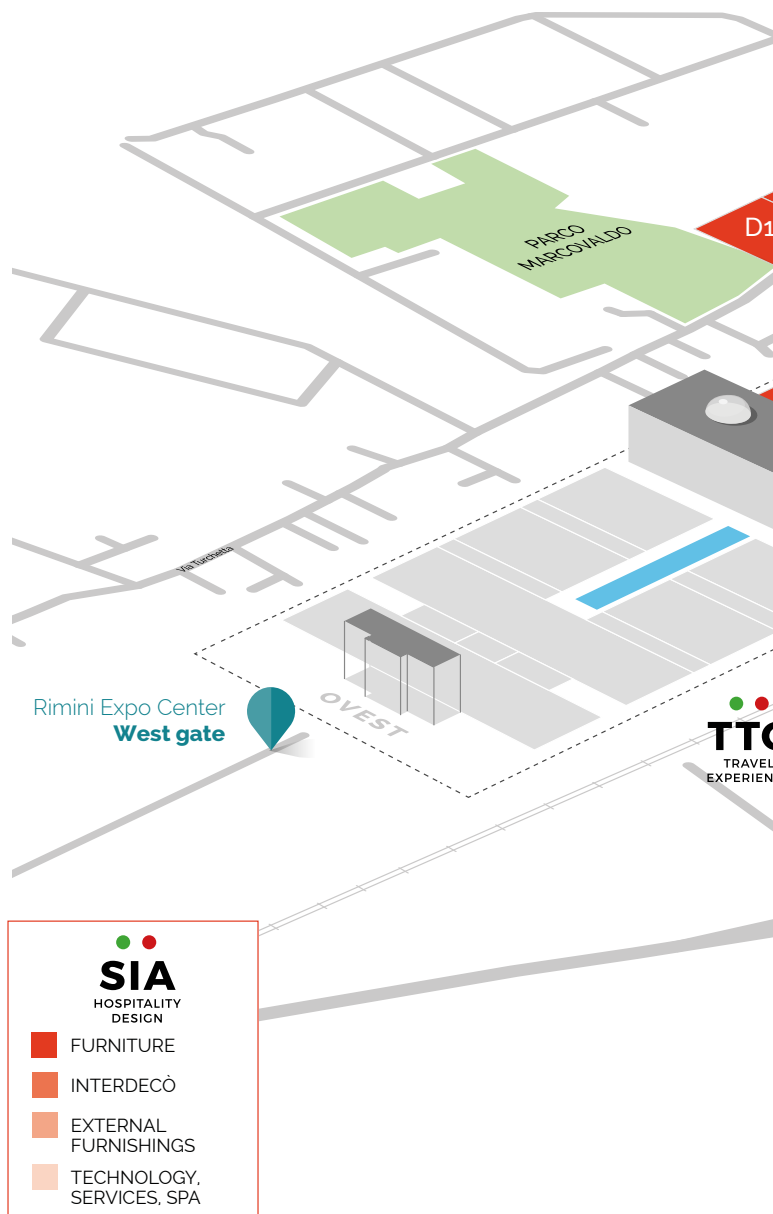 PARCO
MARCOVALDO
D1
Via Turchetta
Rimini Expo Center
West gate
OVEST
TTG
TRAVEL
EXPERIEN
SIA
HOSPITALITY
DESIGN
FURNITURE
INTERDECÒ
EXTERNAL
FURNISHINGS
TECHNOLOGY,
SERVICES, SPA